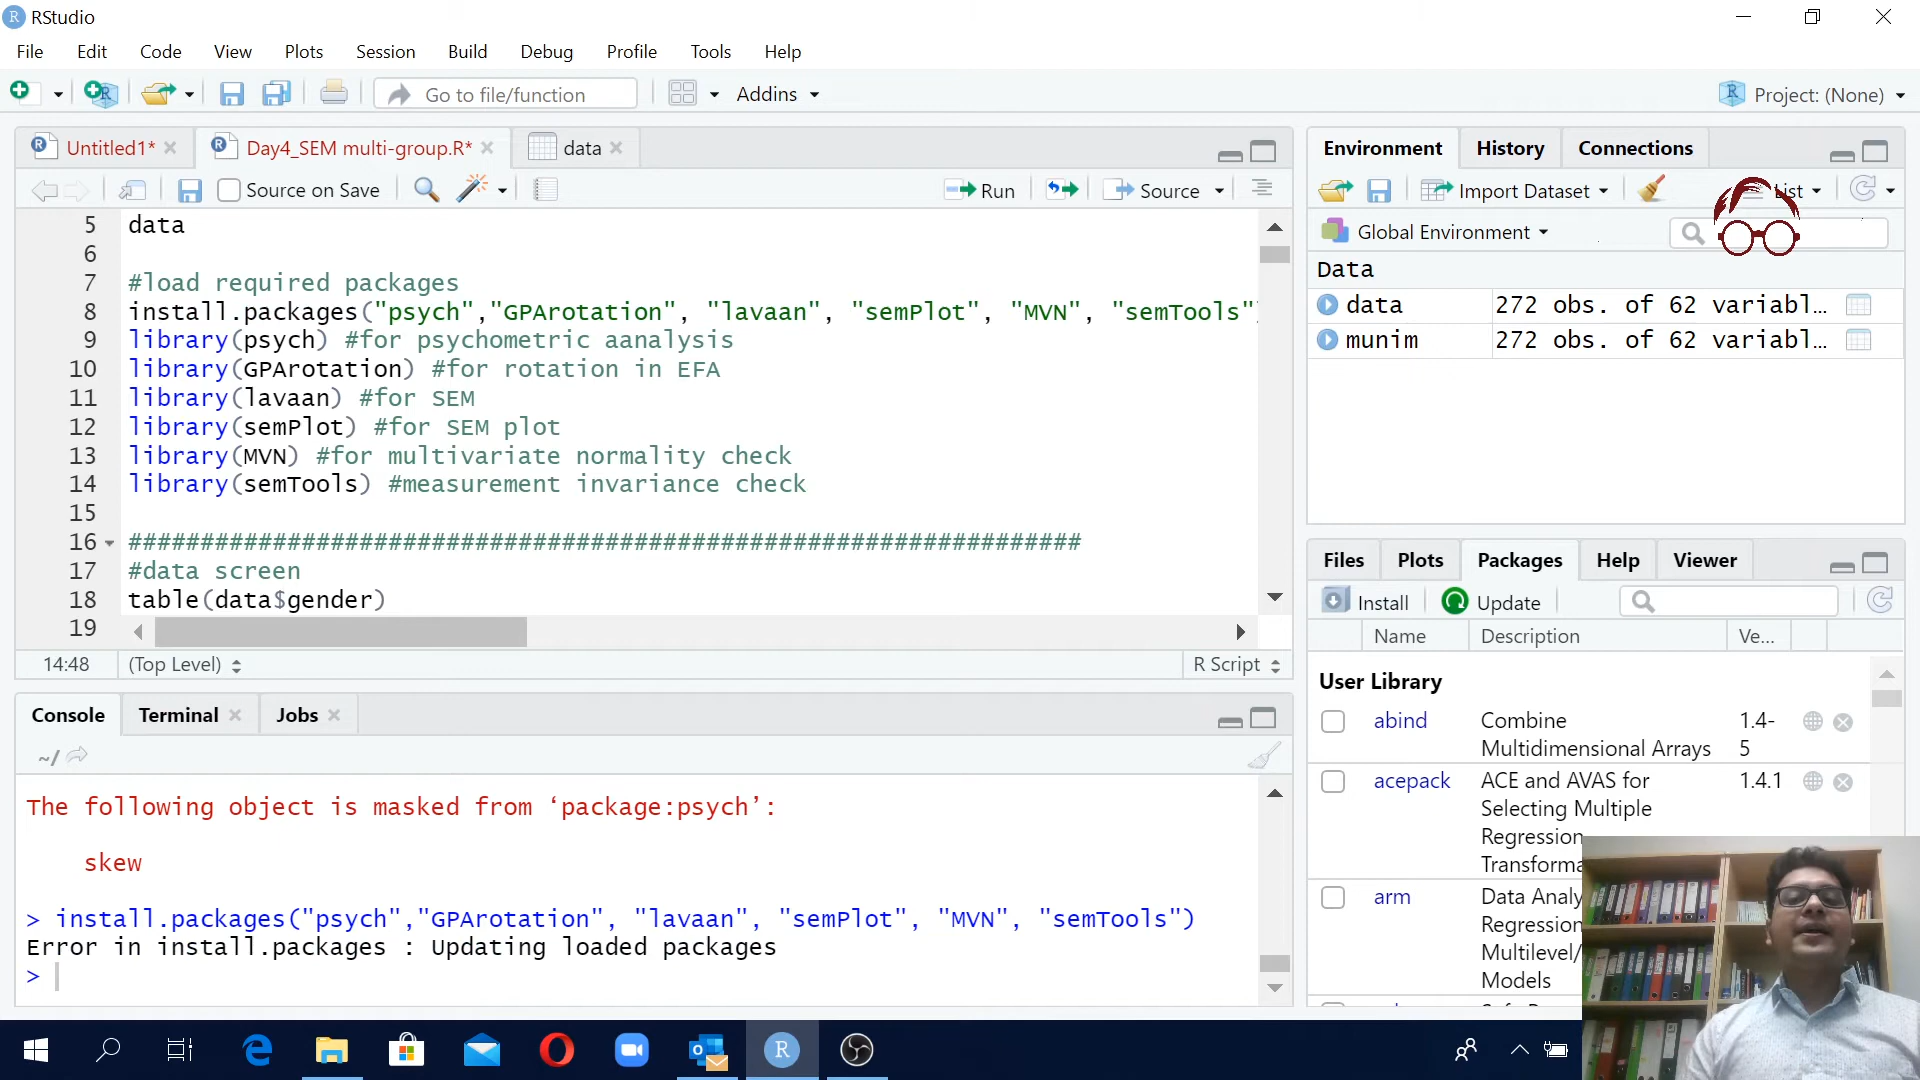 RStudio
File Edit Code View Plots Session Build Debug Profile Tools Help
Go to file/function Addins Project: (None)
Untitled1* Day4_SEM multi-group.R* data
Source on Save Run Source
5 data
6
7 #load required packages
8 install.packages("psych","GPArotation", "lavaan", "semPlot", "MVN", "semTools"
9 library(psych) #for psychometric aanalysis
10 library(GPArotation) #for rotation in EFA
11 library(lavaan) #for SEM
12 library(semPlot) #for SEM plot
13 library(MVN) #for multivariate normality check
14 library(semTools) #measurement invariance check
15
16 ##################################################################
17 #data screen
18 table(data$gender)
19
14:48 (Top Level) R Script
Console Terminal Jobs
~/
The following object is masked from ‘package:psych’:
skew
> install.packages("psych","GPArotation", "lavaan", "semPlot", "MVN", "semTools")
Error in install.packages : Updating loaded packages
>
Environment History Connections
Import Dataset List
Global Environment
Data
data 272 obs. of 62 variabl…
munim 272 obs. of 62 variabl…
Files Plots Packages Help Viewer
Install Update
Name Description Ve...
User Library
abind Combine 1.4-
Multidimensional Arrays 5
acepack ACE and AVAS for 1.4.1
Selecting Multiple
Regression
Transforma
arm Data Analy
Regression
Multilevel/
Models